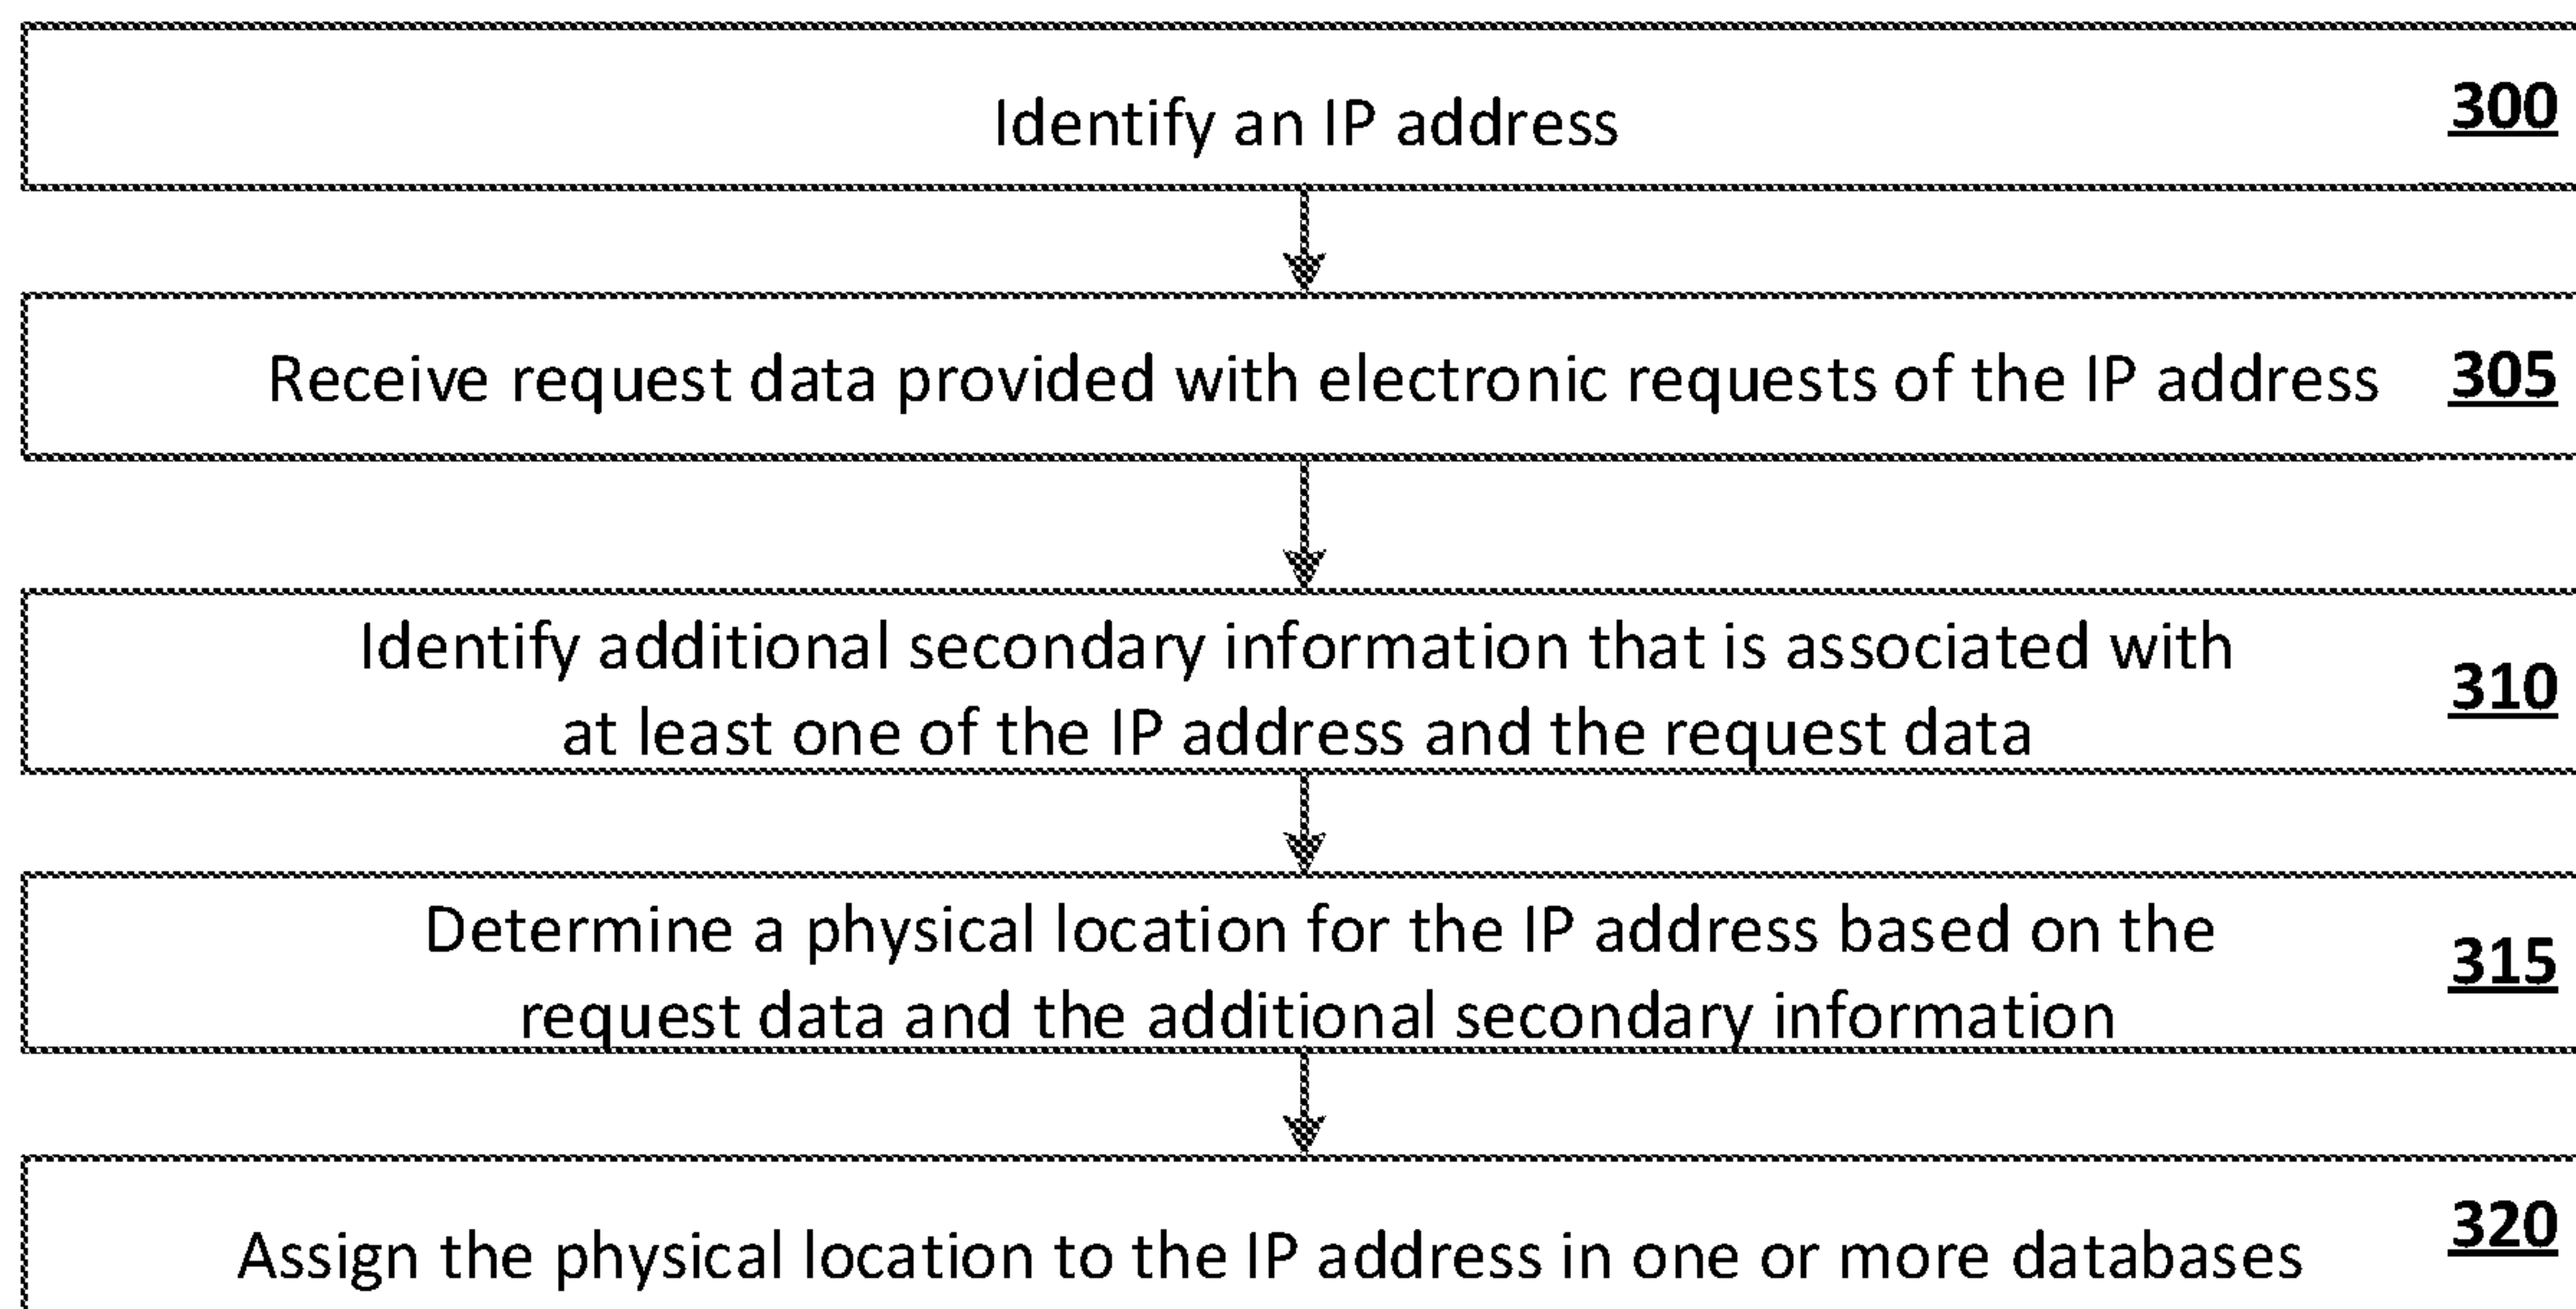 Identify an IP address 300
Receive request data provided with electronic requests of the IP address 305
Identify additional secondary information that is associated with
at least one of the IP address and the request data
310
Determine a physical location for the IP address based on the
request data and the additional secondary information
315
Assign the physical location to the IP address in one or more databases
320